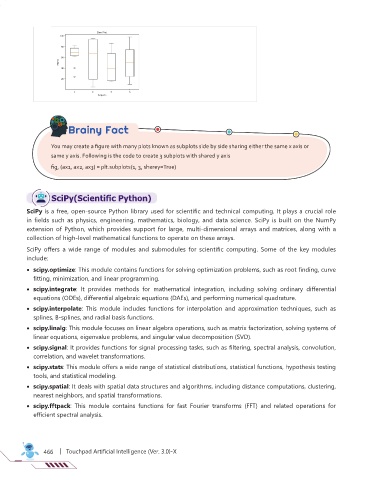 Brainy Fact
You may create a figure with many plots known as subplots side by side sharing either the same x axis or
same y axis. Following is the code to create 3 subplots with shared y axis
fig, (ax1, ax2, ax3) = plt.subplots(1, 3, sharey=True)
SciPy(Scientific Python)
SciPy is a free, open-source Python library used for scientific and technical computing. It plays a crucial role
in fields such as physics, engineering, mathematics, biology, and data science. SciPy is built on the NumPy
extension of Python, which provides support for large, multi-dimensional arrays and matrices, along with a
collection of high-level mathematical functions to operate on these arrays.
SciPy offers a wide range of modules and submodules for scientific computing. Some of the key modules
include:
• scipy.optimize: This module contains functions for solving optimization problems, such as root finding, curve
fitting, minimization, and linear programming.
• scipy.integrate: It provides methods for mathematical integration, including solving ordinary differential
equations (ODEs), differential algebraic equations (DAEs), and performing numerical quadrature.
• scipy.interpolate: This module includes functions for interpolation and approximation techniques, such as
splines, B-splines, and radial basis functions.
• scipy.linalg: This module focuses on linear algebra operations, such as matrix factorization, solving systems of
linear equations, eigenvalue problems, and singular value decomposition (SVD).
• scipy.signal: It provides functions for signal processing tasks, such as filtering, spectral analysis, convolution,
correlation, and wavelet transformations.
• scipy.stats: This module offers a wide range of statistical distributions, statistical functions, hypothesis testing
tools, and statistical modeling.
• scipy.spatial: It deals with spatial data structures and algorithms, including distance computations, clustering,
nearest neighbors, and spatial transformations.
• scipy.fftpack: This module contains functions for fast Fourier transforms (FFT) and related operations for
efficient spectral analysis.
466 | Touchpad Artificial Intelligence (Ver. 3.0)-X